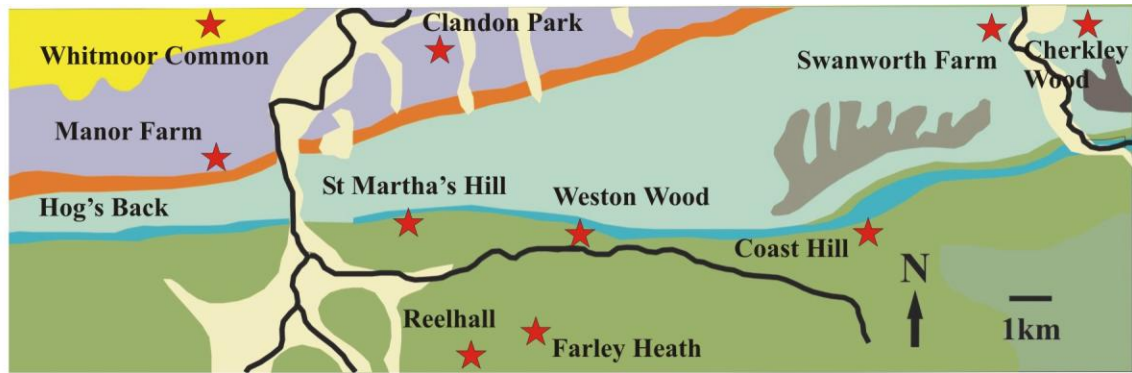 Clandon Park
Whitmoor Common
Swanworth Farm
Cherkley
Wood
Manor Farm
St Martha's Hill
Weston Wood
Hog's Back
Coast Hill
N
1km
Reelhall
Farley Heath